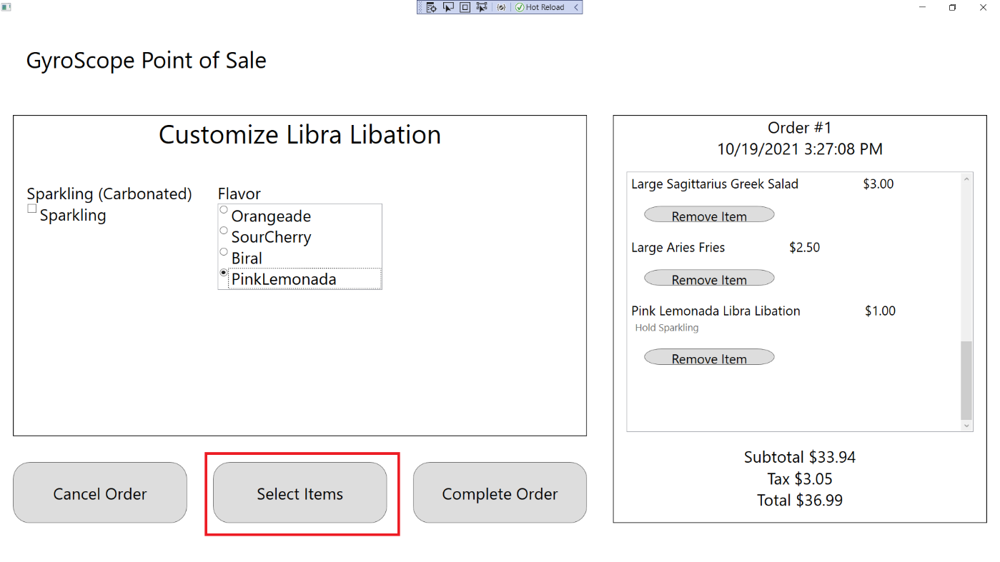 Hot Reload
GyroScope Point of Sale
Customize Libra Libation
Sparkling (Carbonated)
Sparkling
Flavor
Orangeade
SourCherry
Biral
PinkLemonada
Cancel Order
Select Items
Complete Order
Order #1
10/19/2021 3:27:08 PM
Large Sagittarius Greek Salad $3.00
Remove Item
Large Aries Fries $2.50
Remove Item
Pink Lemonada Libra Libation $1.00
Hold Sparkling
Remove Item
Subtotal $33.94
Tax $3.05
Total $36.99